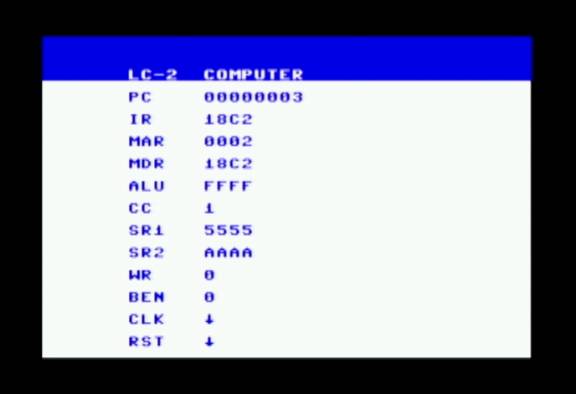 LC-2 COMPUTER
PC 00000003
IR 18C2
MAR 0002
MDR 18C2
ALU FFFF
CC 1
SR1 5555
SR2 AAAA
WR 0
BEN 0
CLK ↓
RST ↓